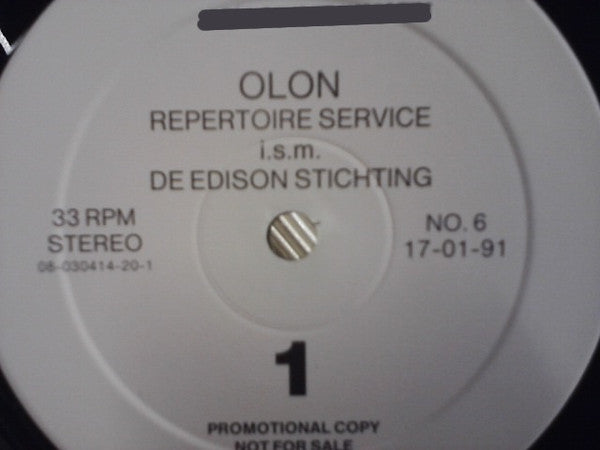 OLON
REPERTOIRE SERVICE
i.s.m.
DE EDISON STICHTING
33 RPM
STEREO
08-030414-20-1
NO. 6
17-01-91
1
PROMOTIONAL COPY
NOT FOR SALE